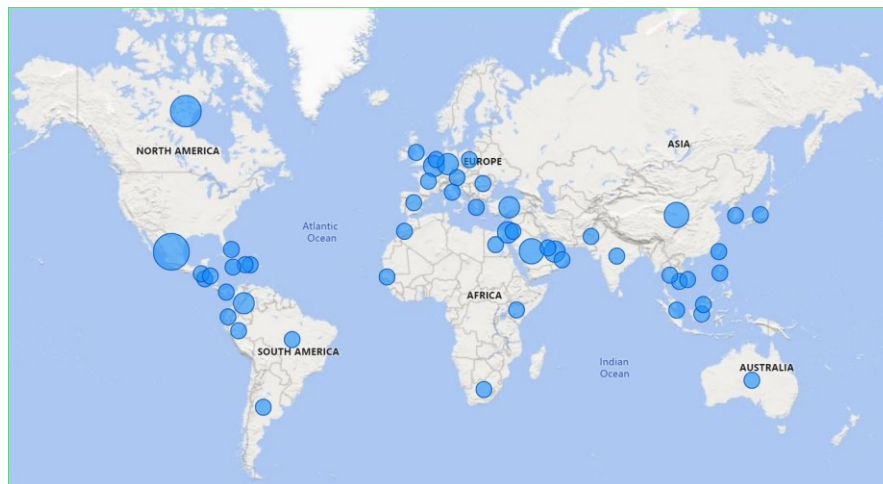 ASIA
NORTH AMERICA
EUROPE
Atlantic
Ocean
AFRICA
SOUTH AMERICA
Indian
Ocean
AUSTRALIA